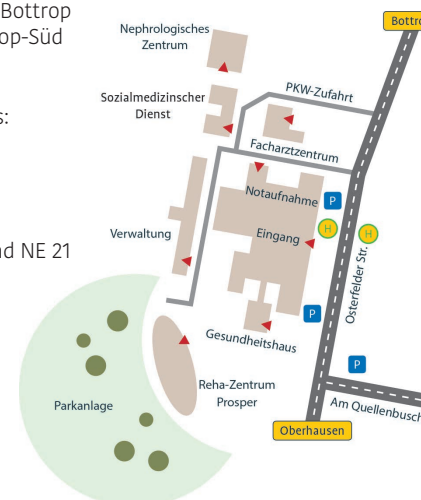 Bottrop
op-Süd
s:
nd NE 21
Bottro
Nephrologisches
Zentrum
PKW-Zufahrt
Sozialmedizinscher
Dienst
Facharztzentrum
Notaufnahme
P
H
H
Verwaltung
Eingang
Osterfelder Str.
P
Gesundheitshaus
P
Reha-Zentrum
Prosper
Parkanlage
Am Quellenbusch
Oberhausen